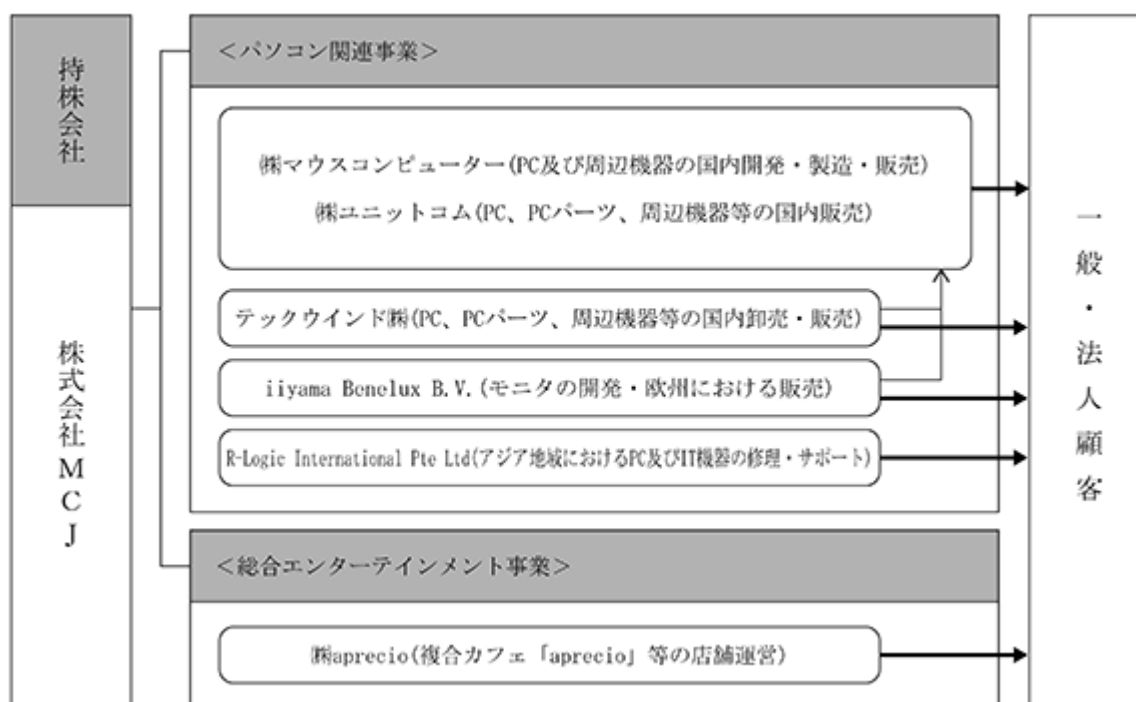 持株会社
株式会社MCJ
＜パソコン関連事業＞
㈱マウスコンピューター(PC及び周辺機器の国内開発・製造・販売)
㈱ユニットコム(PC、PCパーツ、周辺機器等の国内販売)
テックウインド㈱(PC、PCパーツ、周辺機器等の国内卸売・販売)
iiyama Benelux B.V.(モニタの開発・欧州における販売)
R-Logic International Pte Ltd(アジア地域におけるPC及びIT機器の修理・サポート)
＜総合エンターテインメント事業＞
㈱aprecio(複合カフェ「aprecio」等の店舗運営)
一般・法人顧客